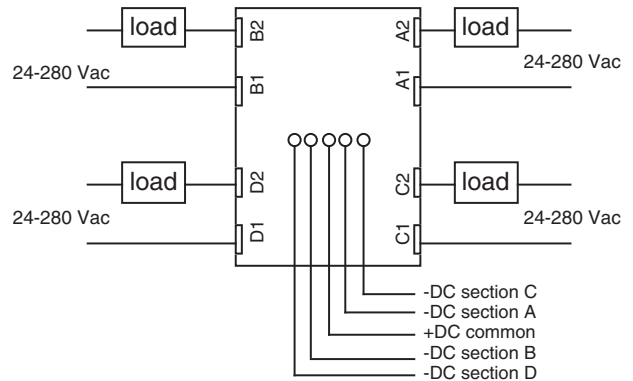 load
B2
A2
load
24-280 Vac
24-280 Vac
B1
A1
load
D2
C2
load
24-280 Vac
24-280 Vac
D1
C1
-DC section C
-DC section A
+DC common
-DC section B
-DC section D